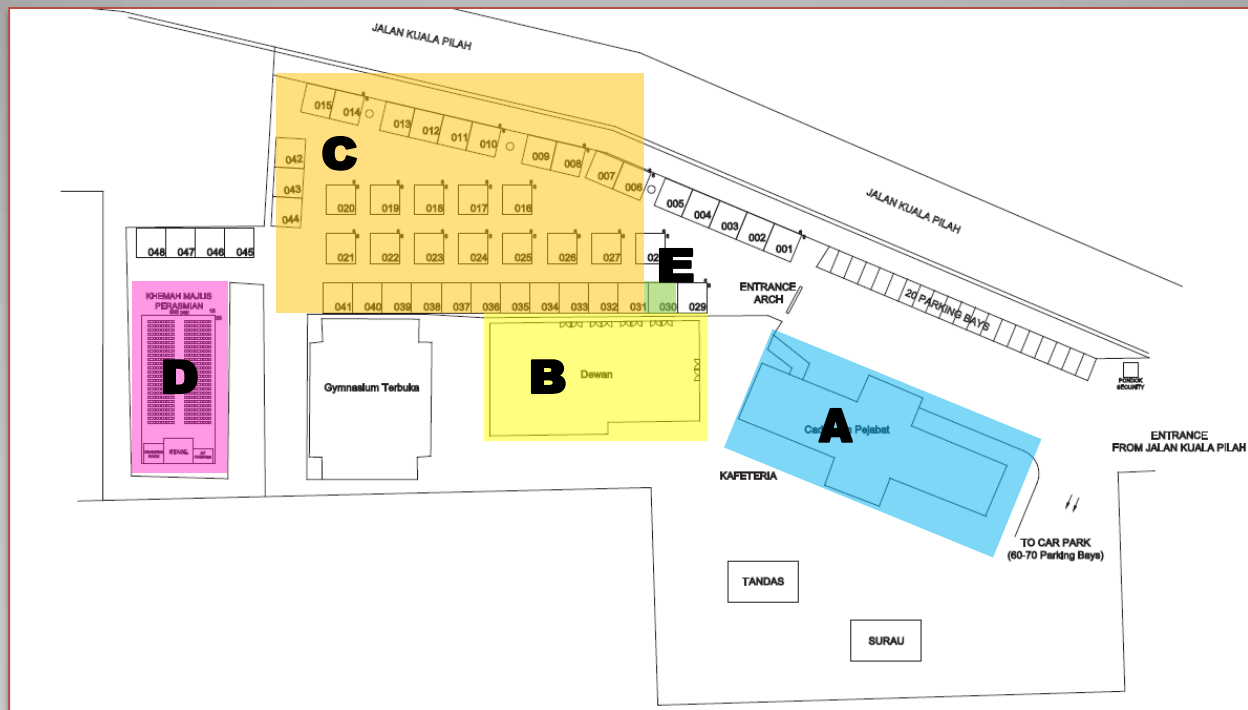 JALAN KUALA PILAH
015 014
013 012 011 010
C
009 008
042
007 006
043
020 019 018 017 016
005 004 003 002 001
JALAN KUALA PILAH
044
048 047 046 045
021 022 023 024 025 026 027
E
ENTRANCE
ARCH
20 PARKING BAYS
KHEMAH MAJLIS
PERASMIAN
041 040 039 038 037 036 035 034 033 032 031 030 029
D
Gymnasium Terbuka
B
Dewan
PONDOK
SECURITY
A
Pejabat
ENTRANCE
FROM JALAN KUALA PILAH
STAGE
KAFETERIA
TO CAR PARK
(60-70 Parking Bays)
TANDAS
SURAU